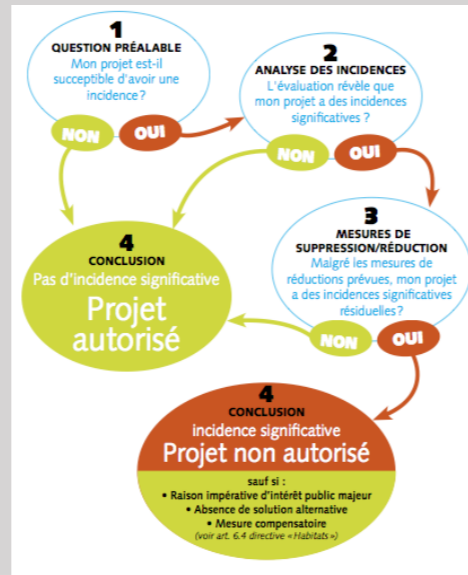 1
QUESTION PRÉALABLE
Mon projet est-il
succeptible d'avoir une
incidence ?
NON
OUI
2
ANALYSE DES INCIDENCES
L'évaluation révèle que
mon projet a des incidences
significatives ?
NON
OUI
3
MESURES DE
SUPPRESSION/RÉDUCTION
Malgré les mesures de
réductions prévues, mon projet
a des incidences significatives
résiduelles ?
NON
OUI
4
CONCLUSION
Pas d'incidence significative
Projet
autorisé
4
CONCLUSION
incidence significative
Projet non autorisé
sauf si :
• Raison impérative d'intérêt public majeur
• Absence de solution alternative
• Mesure compensatoire
(voir art. 6.4 directive « Habitats »)